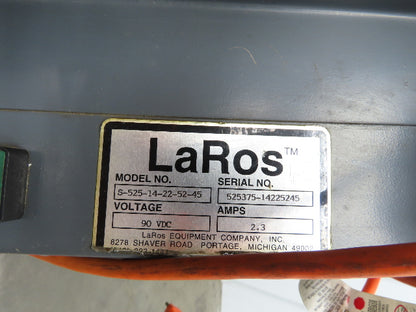 LaRos™
MODEL NO. SERIAL NO.
S-525-14-22-52-45 525375-14225245
VOLTAGE AMPS
90 VDC 2.3
LaRos EQUIPMENT COMPANY, INC.
8278 SHAVER ROAD PORTAGE, MICHIGAN